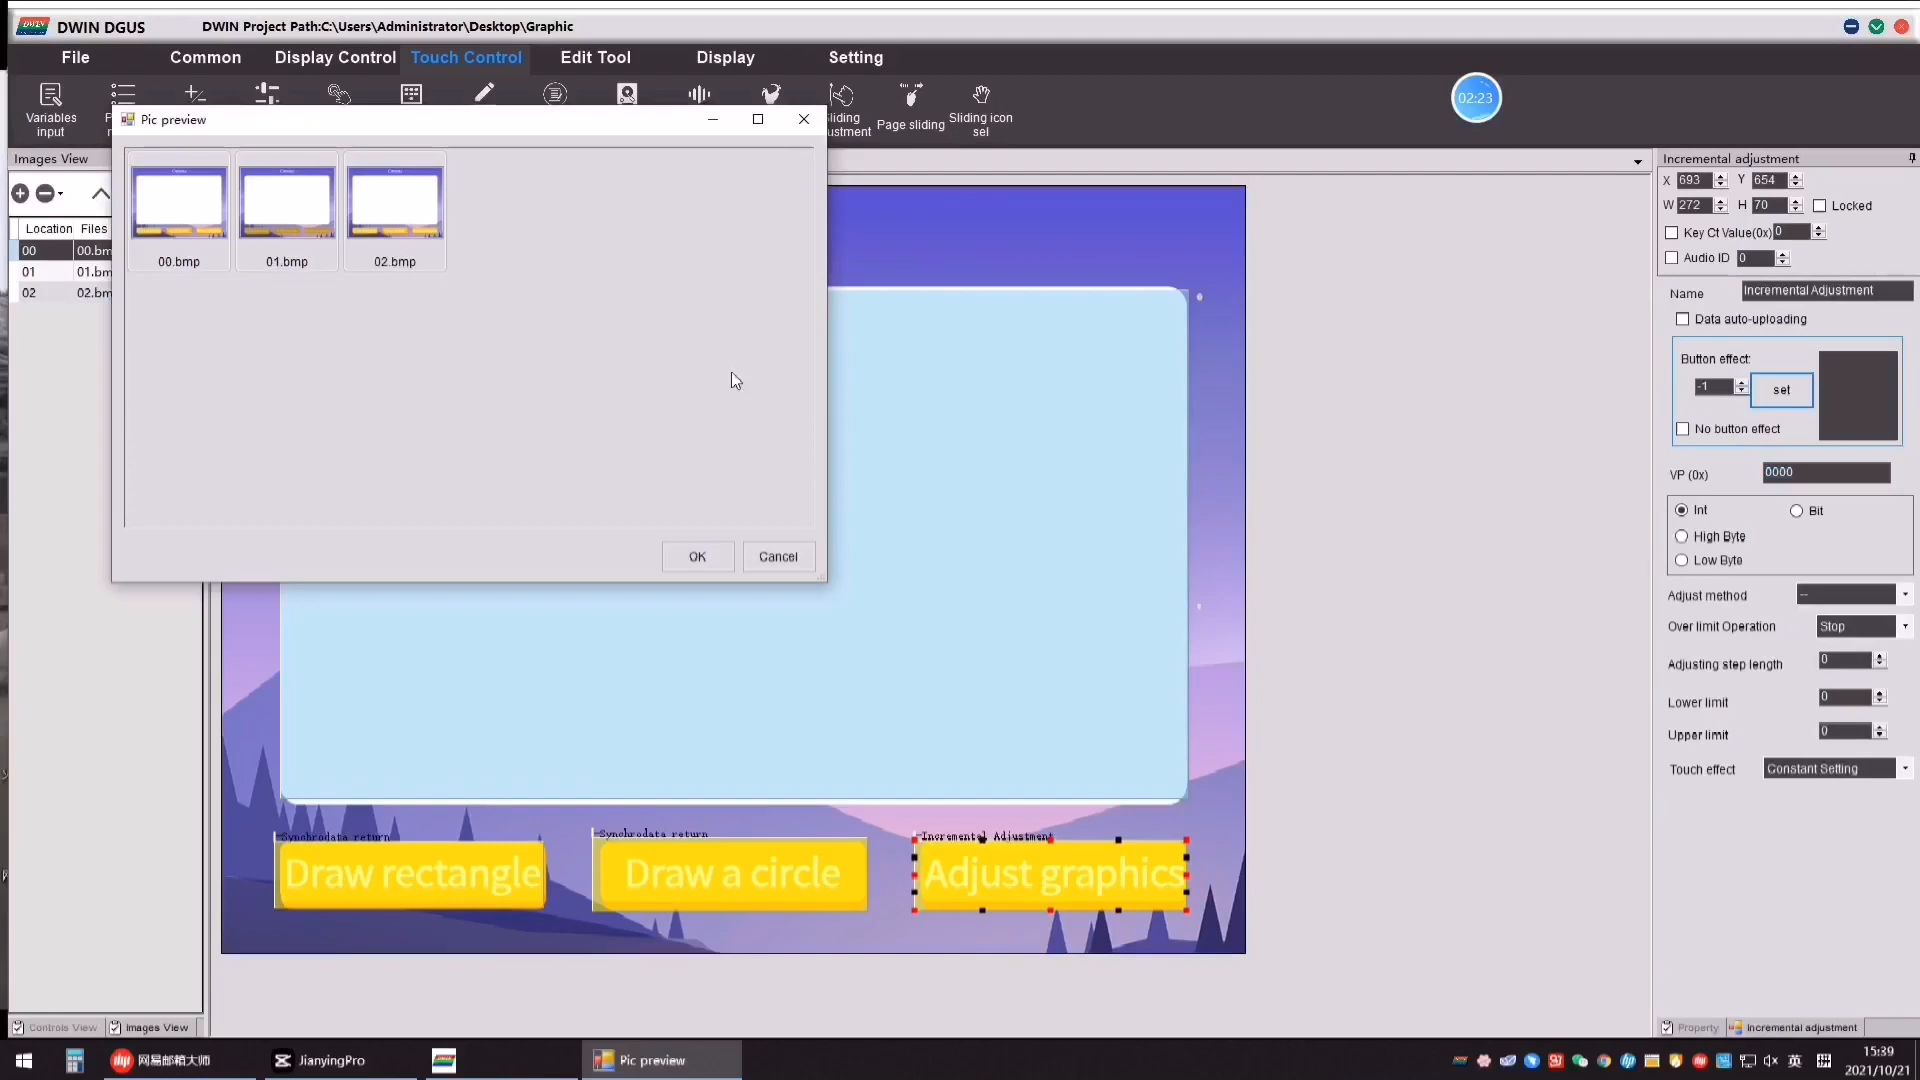 DWIN DGUS
DWIN Project Path:C:\Users\Administrator\Desktop\Graphic
File Common Display Control Touch Control Edit Tool Display Setting
02:23
Variables input
Page sliding
Sliding icon sel
Images View
Pic preview
Location Files
00 00.bm
01 01.bm
02 02.bm
00.bmp 01.bmp 02.bmp
OK Cancel
Synchrodata return
Draw rectangle
Synchrodata return
Draw a circle
Incremental Adjustment
Adjust graphics
Incremental adjustment
X 693 Y 654
W 272 H 70 Locked
Key Ct Value(0x) 0
Audio ID 0
Name Incremental Adjustment
Data auto-uploading
Button effect:
-1 set
No button effect
VP (0x) 0000
Int Bit
High Byte
Low Byte
Adjust method --
Over limit Operation Stop
Adjusting step length 0
Lower limit 0
Upper limit 0
Touch effect Constant Setting
Controls View Images View
Property Incremental adjustment
网易邮箱大师 JianyingPro Pic preview
英
15:39
2021/10/21